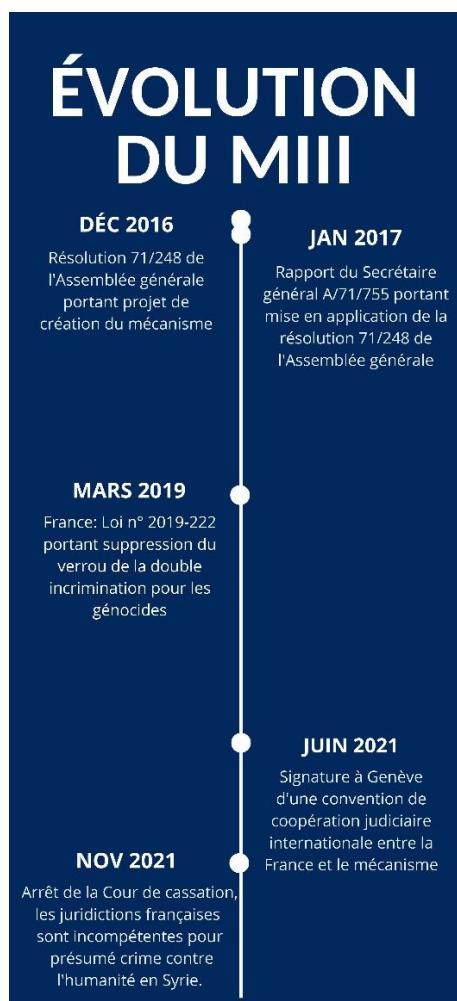 ÉVOLUTION
DU MIII
DÉC 2016
Résolution 71/248 de
l'Assemblée générale
portant projet de
création du mécanisme
JAN 2017
Rapport du Secrétaire
général A/71/755 portant
mise en application de la
résolution 71/248 de
l'Assemblée générale
MARS 2019
France: Loi n° 2019-222
portant suppression du
verrou de la double
incrimination pour les
génocides
JUIN 2021
Signature à Genève
d'une convention de
coopération judiciaire
internationale entre la
France et le mécanisme
NOV 2021
Arrêt de la Cour de cassation,
les juridictions françaises
sont incompétentes pour
présumé crime contre
l'humanité en Syrie.